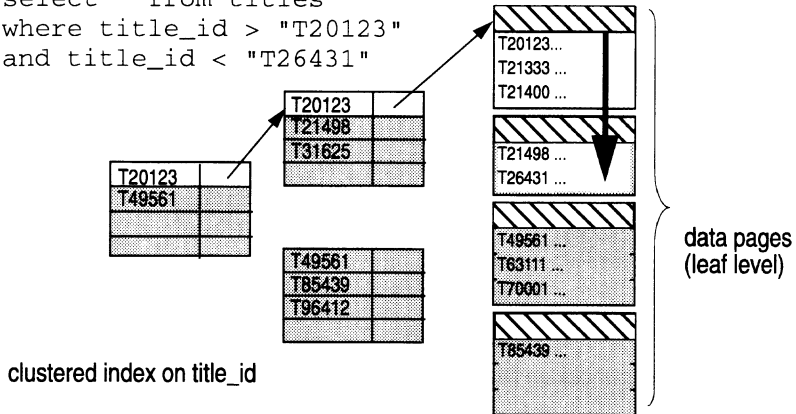 select * from titles
where title_id > "T20123"
and title_id < "T26431"
T20123
T49561
T20123
T21498
T31625
T49561
T85439
T96412
T20123...
T21333 ...
T21400 ...
T21498 ...
T26431 ...
T49561 ...
T63111 ...
T70001 ...
T85439 ...
data pages
(leaf level)
clustered index on title_id